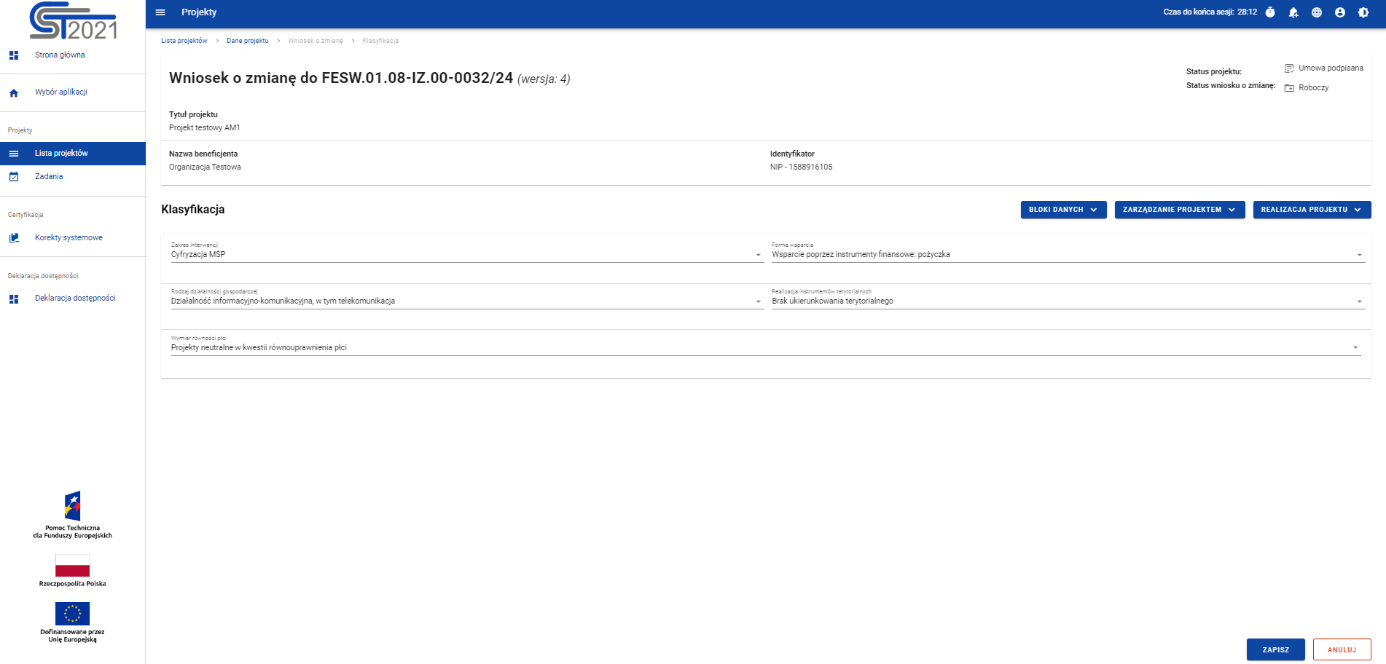 CST2021
Strona główna
Wybór aplikacji
Projekty
Lista projektów
Zadania
Certyfikacja
Korekty systemowe
Deklaracja dostępności
Deklaracja dostępności
Pomoc Techniczna
dla Funduszy Europejskich
Rzeczpospolita Polska
Dofinansowane przez
Unię Europejską
Projekty
Czas do końca sesji: 28:12
Lista projektów > Dane projektu > Wniosek o zmianę > Klasyfikacja
Wniosek o zmianę do FESW.01.08-IZ.00-0032/24 (wersja: 4)
Status projektu: Umowa podpisana
Status wniosku o zmianę: Roboczy
Tytuł projektu
Projekt testowy AM1
Nazwa beneficjenta
Organizacja Testowa
Identyfikator
NIP - 1588916105
Klasyfikacja
BLOKI DANYCH
ZARZĄDZANIE PROJEKTEM
REALIZACJA PROJEKTU
Zakres interwencji
Cyfryzacja MŚP
Forma wsparcia
Wsparcie poprzez instrumenty finansowe: pożyczka
Rodzaj działalności gospodarczej
Działalność informacyjno-komunikacyjna, w tym telekomunikacja
Realizacja instrumentów terytorialnych
Brak ukierunkowania terytorialnego
Wymiar równości płci
Projekty neutralne w kwestii równouprawnienia płci
ZAPISZ
ANULUJ